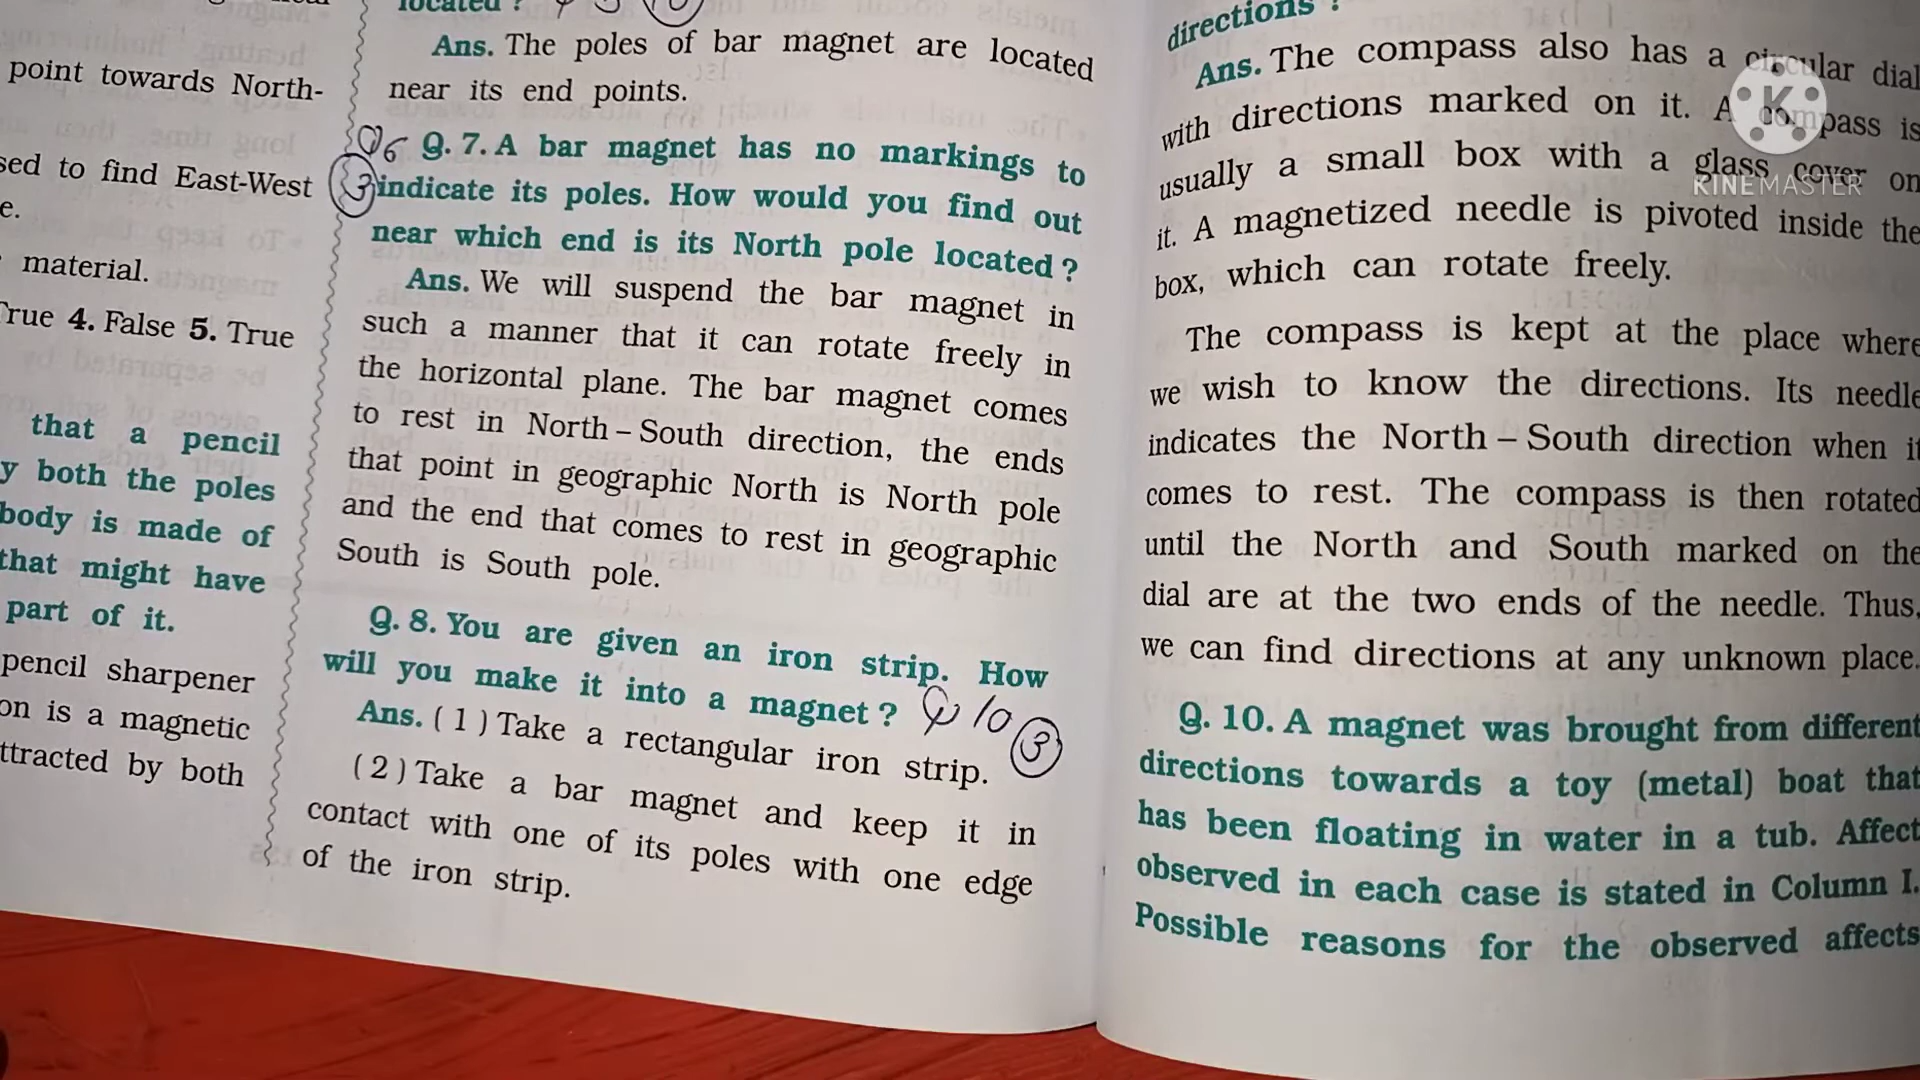 point towards North-
sed to find East-West
e.
material.
True 4. False 5. True
that a pencil
y both the poles
body is made of
that might have
part of it.
pencil sharpener
on is a magnetic
ttracted by both
located ?
Ans. The poles of bar magnet are located
near its end points.
Q6
3
Q. 7. A bar magnet has no markings to
indicate its poles. How would you find out
near which end is its North pole located ?
Ans. We will suspend the bar magnet in
such a manner that it can rotate freely in
the horizontal plane. The bar magnet comes
to rest in North – South direction, the ends
that point in geographic North is North pole
and the end that comes to rest in geographic
South is South pole.
Q. 8. You are given an iron strip. How
will you make it into a magnet ?
10
3
Ans. ( 1 ) Take a rectangular iron strip.
( 2 ) Take a bar magnet and keep it in
contact with one of its poles with one edge
of the iron strip.
directions ?
Ans. The compass also has a circular dial
with directions marked on it. A compass is
usually a small box with a glass cover on
it. A magnetized needle is pivoted inside the
box, which can rotate freely.
The compass is kept at the place where
we wish to know the directions. Its needle
indicates the North – South direction when it
comes to rest. The compass is then rotated
until the North and South marked on the
dial are at the two ends of the needle. Thus,
we can find directions at any unknown place.
Q. 10. A magnet was brought from different
directions towards a toy (metal) boat that
has been floating in water in a tub. Affect
observed in each case is stated in Column I.
Possible reasons for the observed affects
K
KINEMASTER